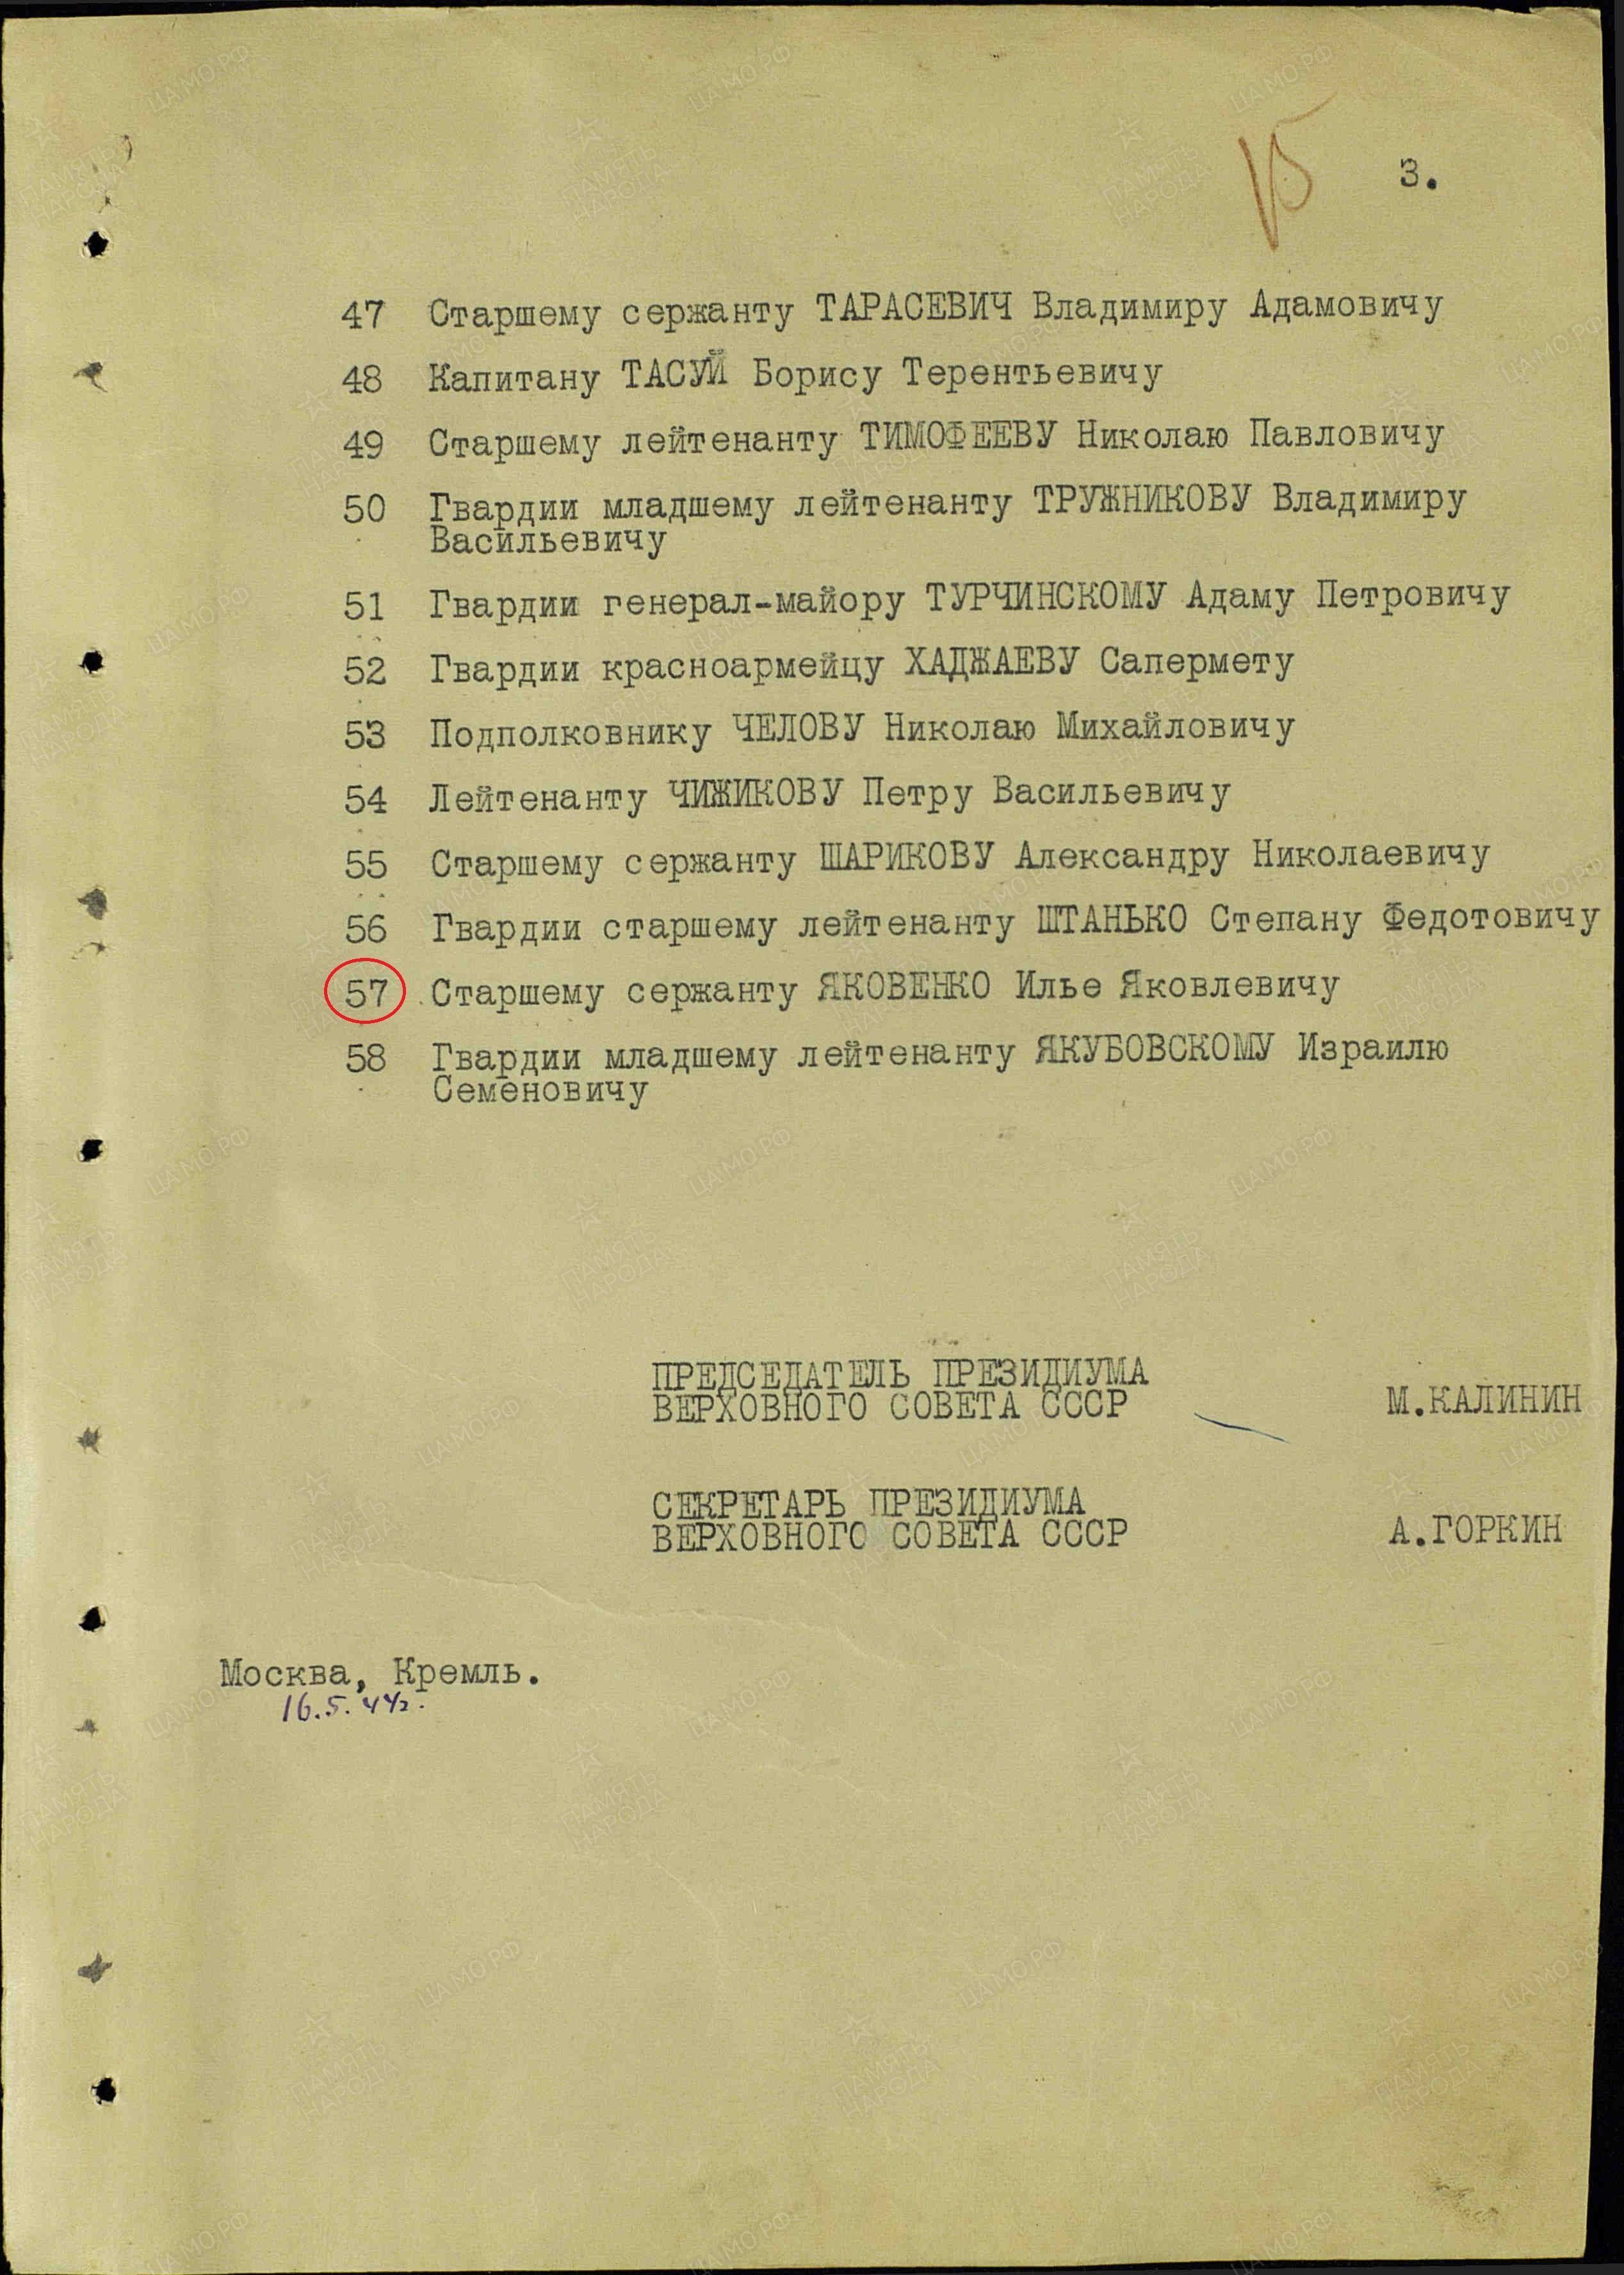 15 3.
47 Старшему сержанту ТАРАСЕВИЧ Владимиру Адамовичу
48 Капитану ТАСУЙ Борису Терентьевичу
49 Старшему лейтенанту ТИМОФЕЕВУ Николаю Павловичу
50 Гвардии младшему лейтенанту ТРУЖНИКОВУ Владимиру
Васильевичу
51 Гвардии генерал-майору ТУРЧИНСКОМУ Адаму Петровичу
52 Гвардии красноармейцу ХАДЖАЕВУ Сапермету
53 Подполковнику ЧЕЛОВУ Николаю Михайловичу
54 Лейтенанту ЧИЖИКОВУ Петру Васильевичу
55 Старшему сержанту ШАРИКОВУ Александру Николаевичу
56 Гвардии старшему лейтенанту ШТАНЬКО Степану Федотовичу
57 Старшему сержанту ЯКОВЕНКО Илье Яковлевичу
58 Гвардии младшему лейтенанту ЯКУБОВСКОМУ Израилю
Семеновичу
ПРЕДСЕДАТЕЛЬ ПРЕЗИДИУМА
ВЕРХОВНОГО СОВЕТА СССР М.КАЛИНИН
СЕКРЕТАРЬ ПРЕЗИДИУМА
ВЕРХОВНОГО СОВЕТА СССР А.ГОРКИН
Москва, Кремль.
16.5.44г.
ЦАМО.РФ
ПАМЯТЬ
НАРОДА